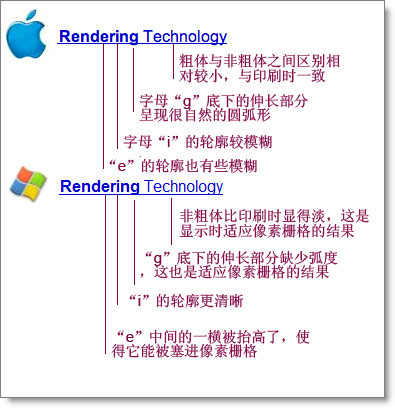 Rendering Technology
粗体与非粗体之间区别相
对较小，与印刷时一致
字母“g”底下的伸长部分
呈现很自然的圆弧形
字母“i”的轮廓较模糊
“e”的轮廓也有些模糊
Rendering Technology
非粗体比印刷时显得淡，这是
显示时适应像素栅格的结果
“g”底下的伸长部分缺少弧度
，这也是适应像素栅格的结果
“i”的轮廓更清晰
“e”中间的一横被抬高了，使
得它能被塞进像素栅格